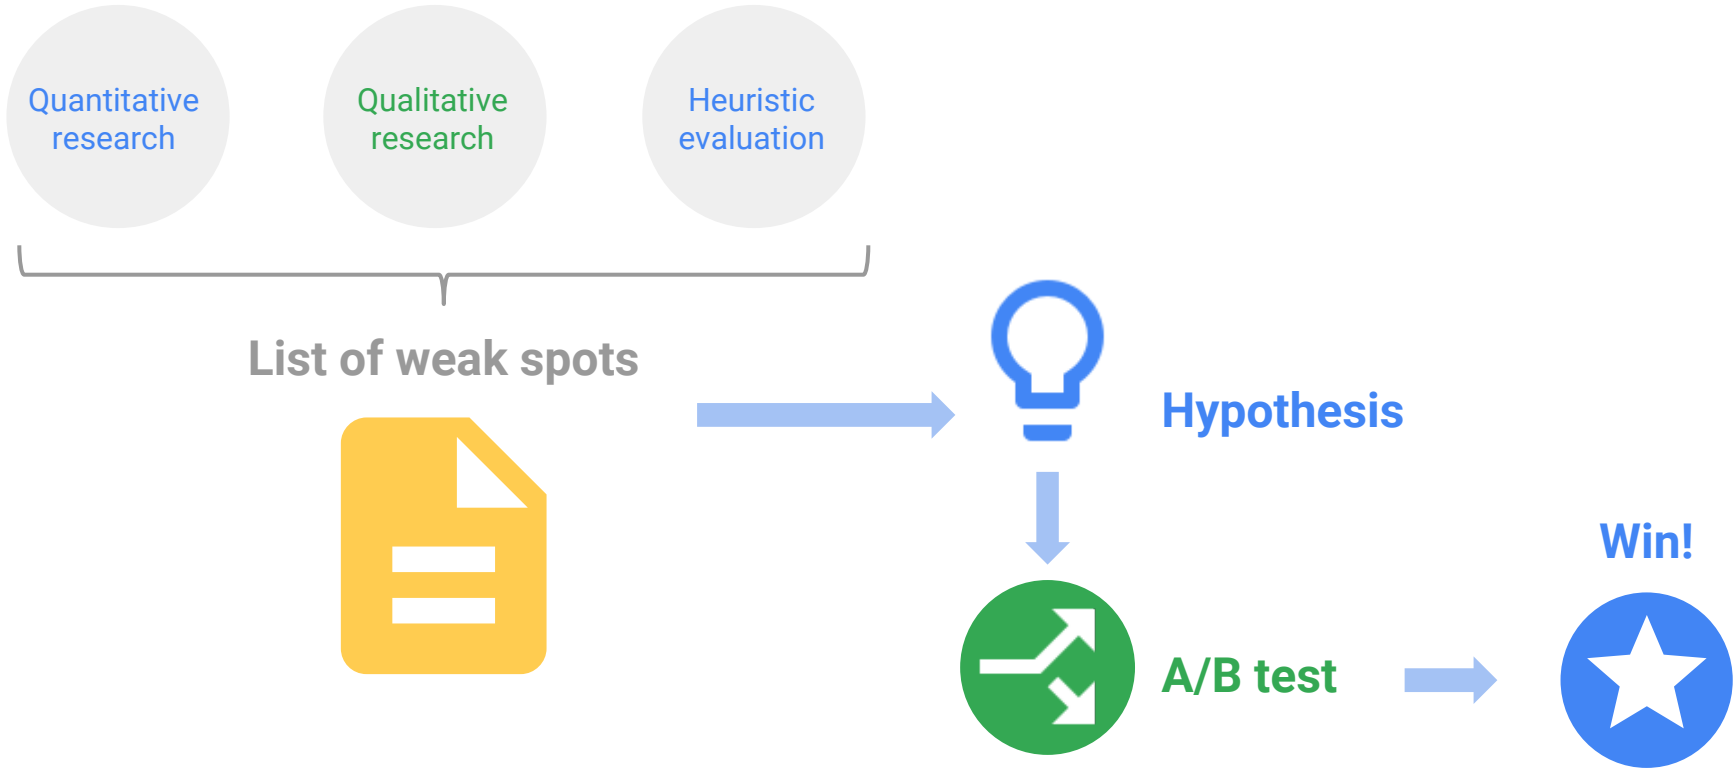 Quantitative
research
Qualitative
research
Heuristic
evaluation
List of weak spots
Hypothesis
Win!
A/B test